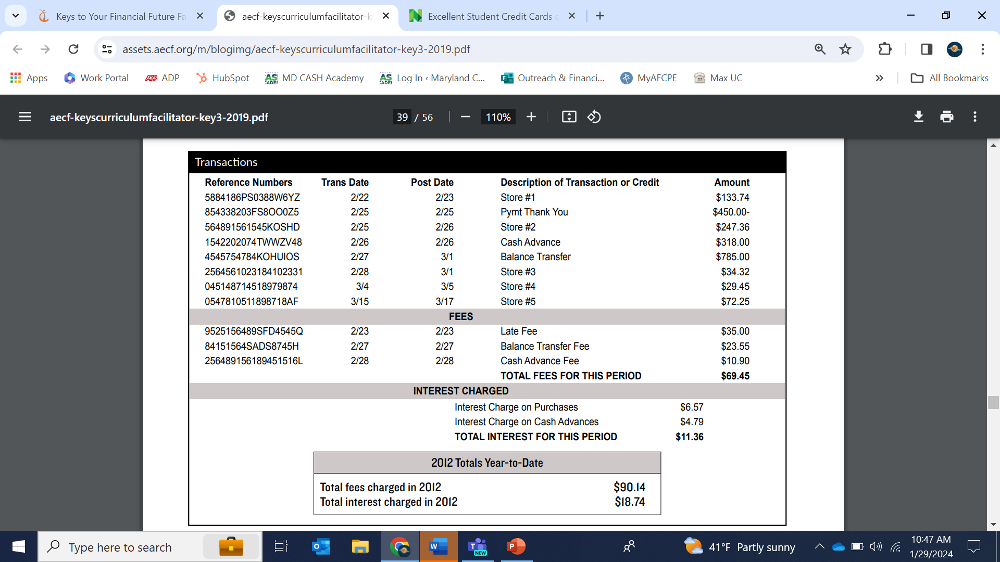 Keys to Your Financial Future Fa
aecf-keyscurriculumfacilitator-k
Excellent Student Credit Cards
assets.aecf.org/m/blogimg/aecf-keyscurriculumfacilitator-key3-2019.pdf
Apps Work Portal ADP ADP HubSpot MD CASH Academy Log In ‹ Maryland C... Outreach & Financi... MyAFCPE Max UC » All Bookmarks
aecf-keyscurriculumfacilitator-key3-2019.pdf 39 / 56 110%
Transactions
Reference Numbers Trans Date Post Date Description of Transaction or Credit Amount
5884186PS0388W6YZ 2/22 2/23 Store #1 $133.74
854338203FS8OO0Z5 2/25 2/25 Pymt Thank You $450.00-
564891561545KOSHD 2/25 2/26 Store #2 $247.36
1542202074TWWZV48 2/26 2/26 Cash Advance $318.00
4545754784KOHUIOS 2/27 3/1 Balance Transfer $785.00
2564561023184102331 2/28 3/1 Store #3 $34.32
045148714518979874 3/4 3/5 Store #4 $29.45
0547810511898718AF 3/15 3/17 Store #5 $72.25
FEES
9525156489SFD4545Q 2/23 2/23 Late Fee $35.00
84151564SADS8745H 2/27 2/27 Balance Transfer Fee $23.55
256489156189451516L 2/28 2/28 Cash Advance Fee $10.90
TOTAL FEES FOR THIS PERIOD $69.45
INTEREST CHARGED
Interest Charge on Purchases $6.57
Interest Charge on Cash Advances $4.79
TOTAL INTEREST FOR THIS PERIOD $11.36
2012 Totals Year-to-Date
Total fees charged in 2012 $90.14
Total interest charged in 2012 $18.74
Type here to search
NEW
41°F Partly sunny
10:47 AM
1/29/2024